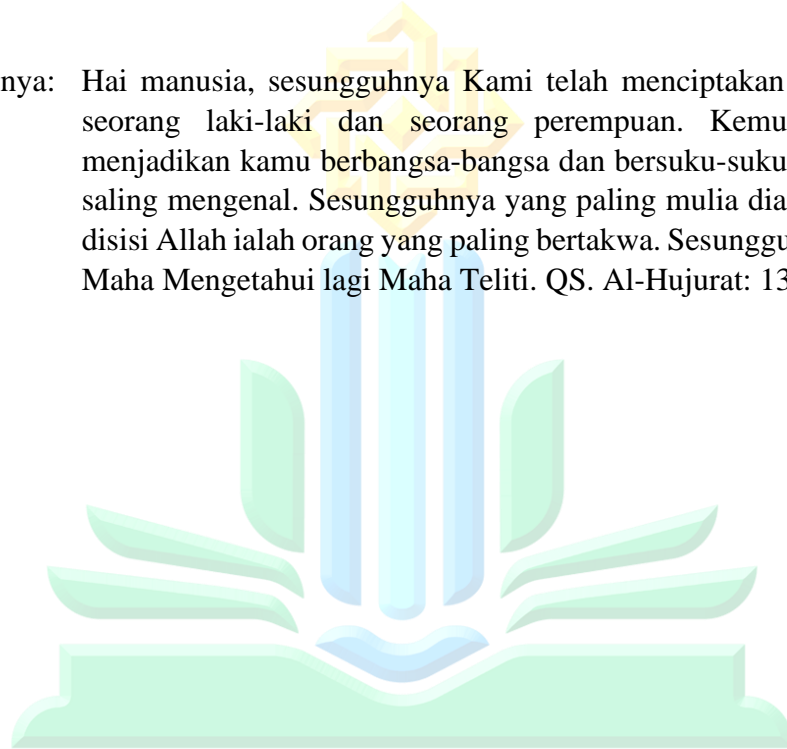 nya: Hai manusia, sesungguhnya Kami telah menciptakan
seorang laki-laki dan seorang perempuan. Kemu
menjadikan kamu berbangsa-bangsa dan bersuku-suku
saling mengenal. Sesungguhnya yang paling mulia dia
disisi Allah ialah orang yang paling bertakwa. Sesunggu
Maha Mengetahui lagi Maha Teliti. QS. Al-Hujurat: 13